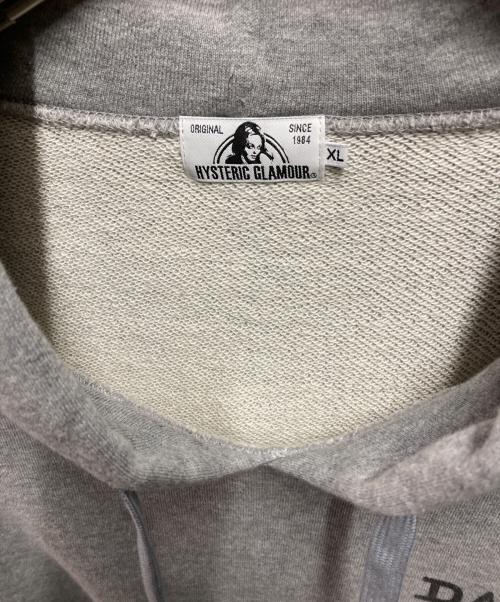 ORIGINAL SINCE
1984
HYSTERIC GLAMOUR®
XL